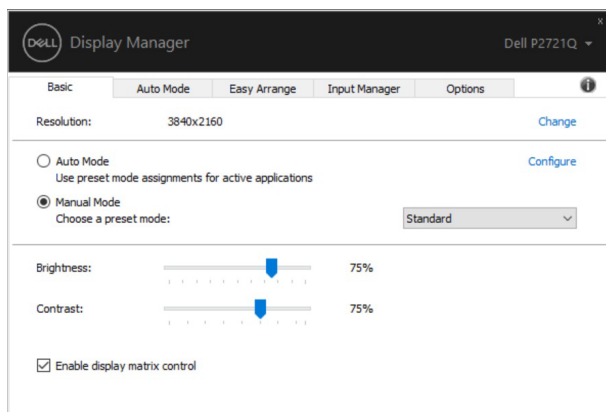 DELL Display Manager Dell P2721Q
x
Basic Auto Mode Easy Arrange Input Manager Options i
Resolution: 3840x2160 Change
Auto Mode Configure
Use preset mode assignments for active applications
Manual Mode
Choose a preset mode: Standard
Brightness: 75%
Contrast: 75%
Enable display matrix control